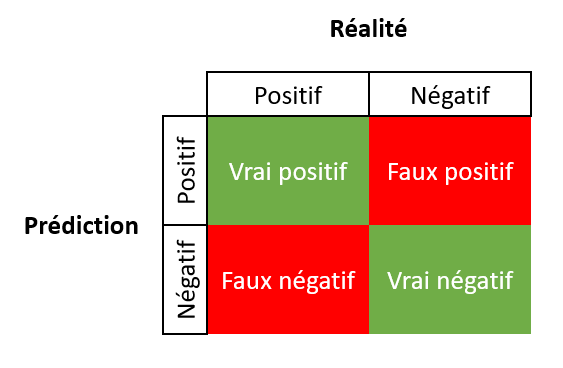 Réalité
Positif Négatif
Positif
Vrai positif Faux positif
Prédiction
Négatif
Faux négatif Vrai négatif